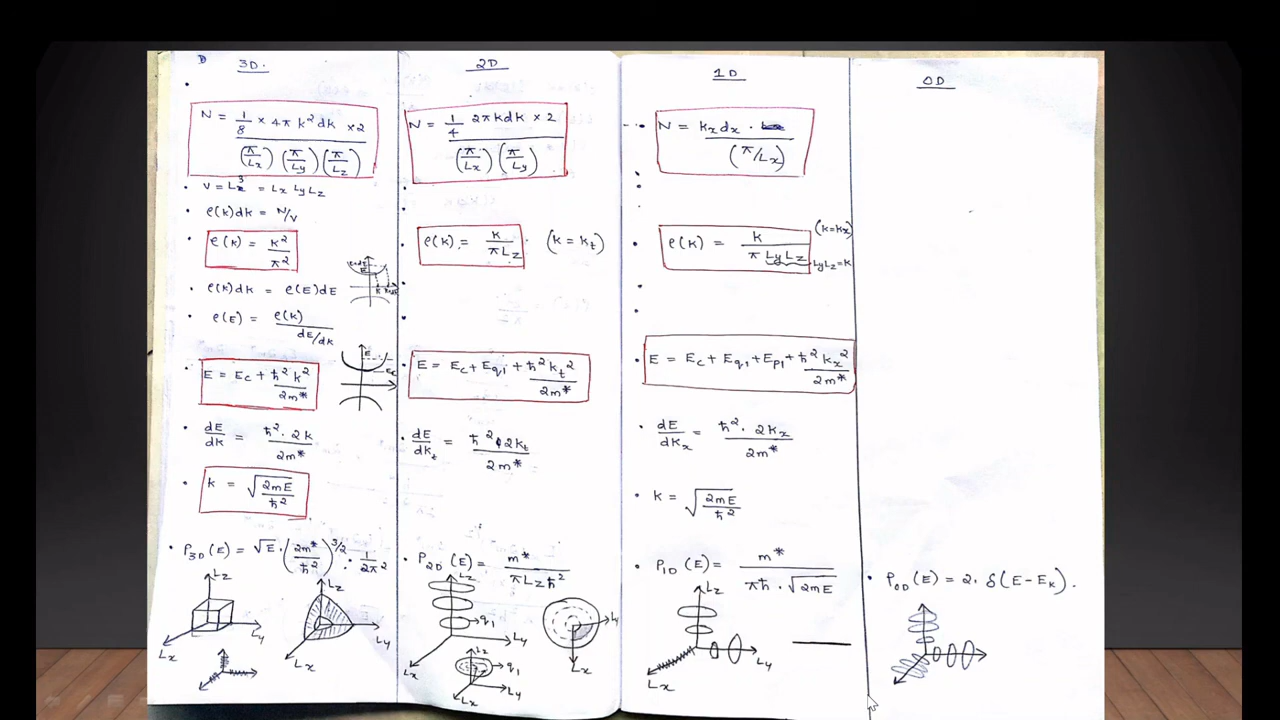 3D.
N = 1/8 × 4π k² dk × 2 / (π/Lx) (π/Ly) (π/Lz)
V = L³ = Lx Ly Lz
ρ(k)dk = N/V
ρ(k) = k²/π²
ρ(k)dk = ρ(E)dE
ρ(E) = ρ(k) / dE/dk
E = Ec + ħ²k²/2m*
E
Ec
dE/dk = ħ². 2k / 2m*
k = √(2mE/ħ²)
P3D(E) = √E . (2m*/ħ²)^3/2 . 1/2π²
Lz
Ly
Lx
Lz
Ly
Lx
2D
N = 1/4 2πkdk × 2 / (π/Lx) (π/Ly)
ρ(k) = k/πLz (k = kt)
E = Ec + Eq1 + ħ²kt²/2m*
dE/dkt = ħ² 2kt / 2m*
P2D(E) = m*/πLzħ²
Lz
q1
Ly
Lx
Lz
q1
Ly
Lx
Lx
1D
N = kx dx . / (π/Lx)
(k=kx)
ρ(k) = k / π Ly Lz
LyLz = k
E = Ec + Eq1 + Ep1 + ħ²kx²/2m*
dE/dkx = ħ². 2kx / 2m*
k = √(2mE/ħ²)
P1D(E) = m* / πħ . √2mE
Lz
Ly
Lx
0D
P0D(E) = 2. δ(E-Ek).